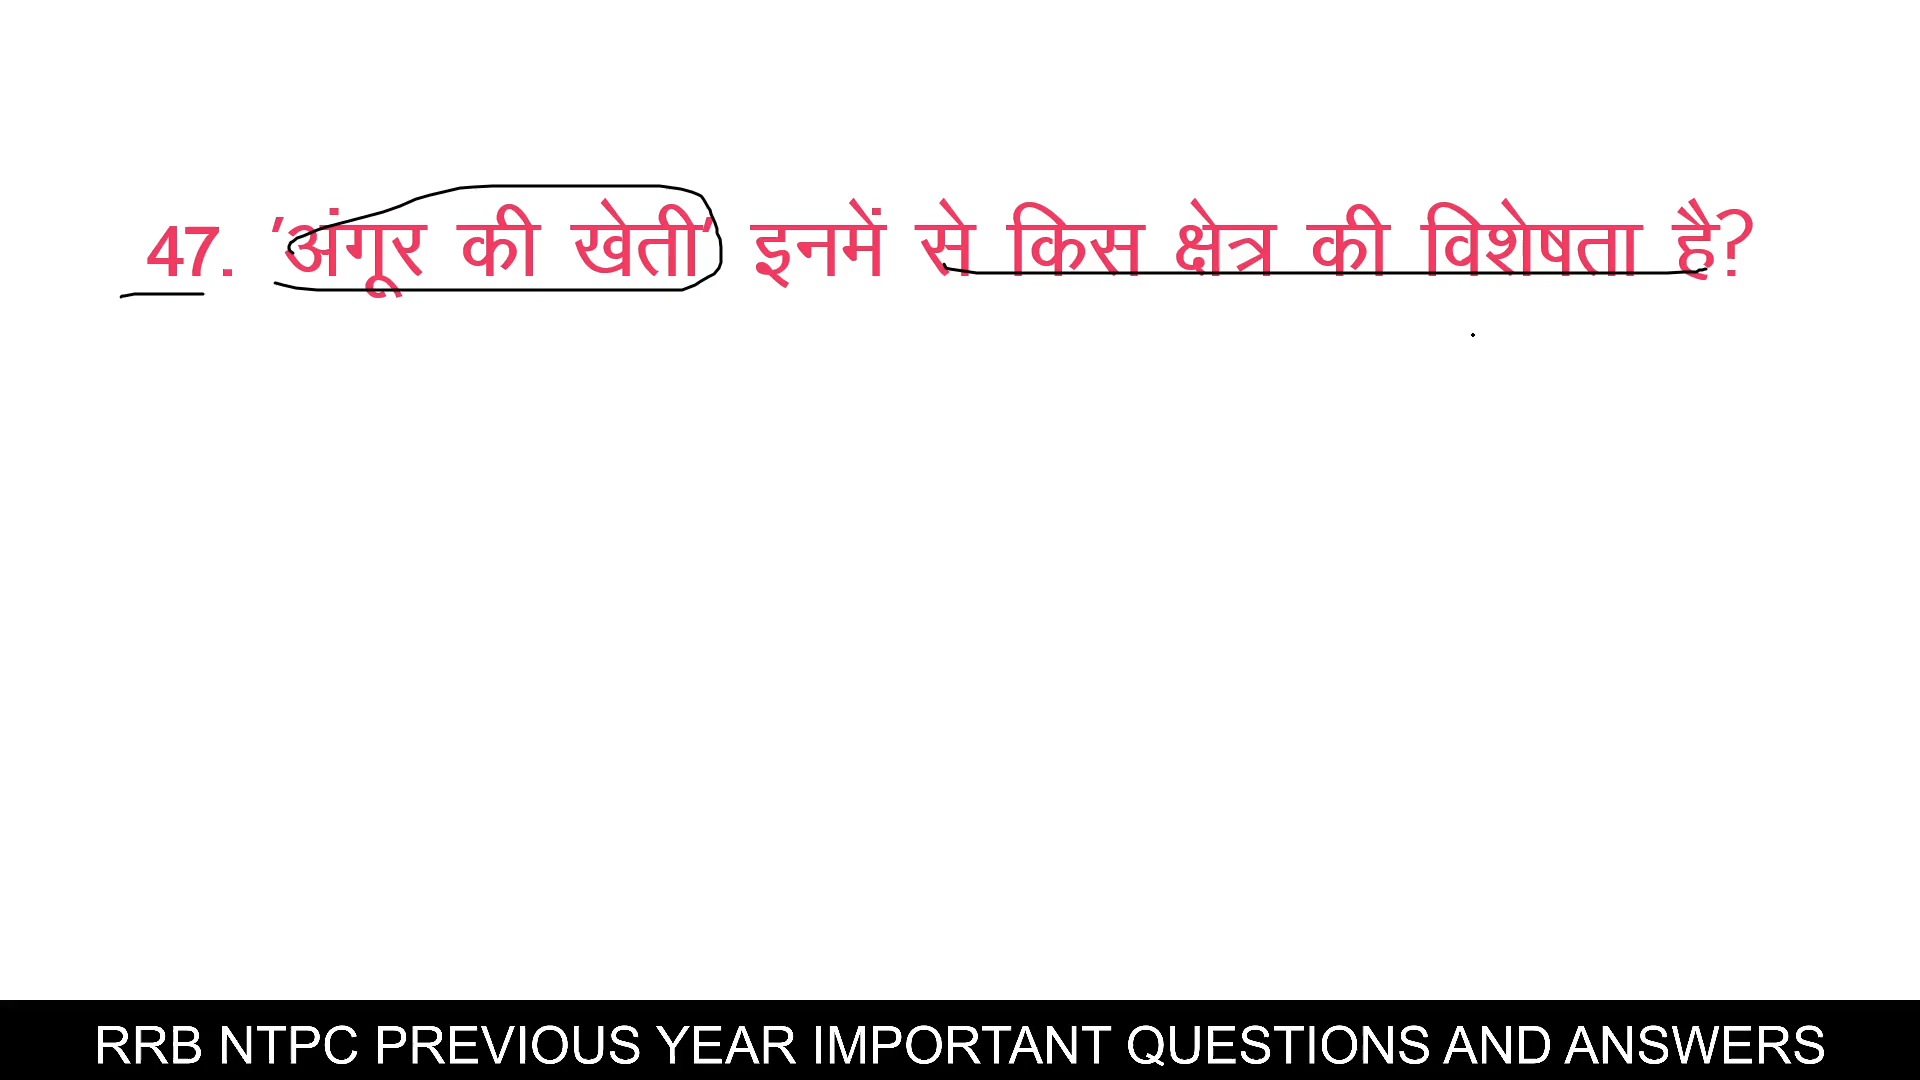 47. 'अंगूर की खेती' इनमें से किस क्षेत्र की विशेषता है?
RRB NTPC PREVIOUS YEAR IMPORTANT QUESTIONS AND ANSWERS